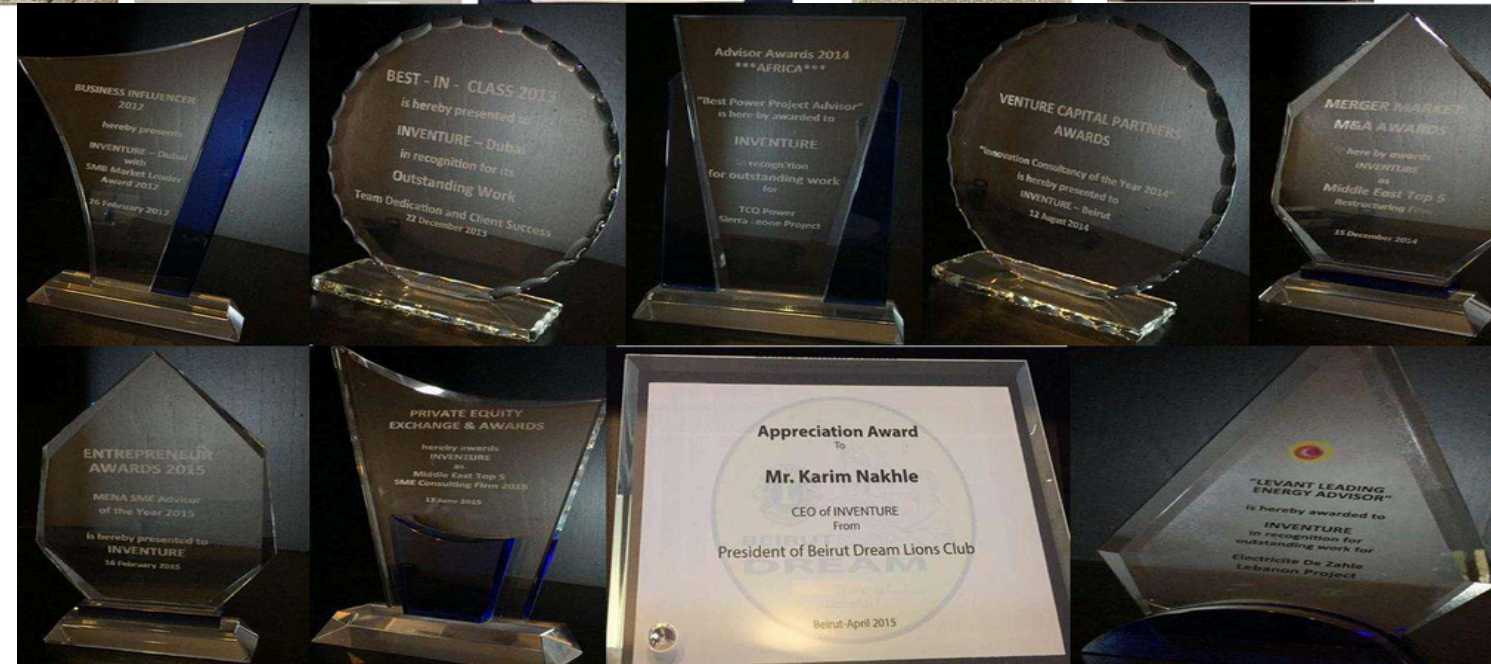 BUSINESS INFLUENCER
2012
hereby presents
INVENTURE – Dubai
with
SMB Market Leader
Award 2012
26 February 2012
BEST - IN - CLASS 2013
is hereby presented to
INVENTURE – Dubai
in recognition for its
Outstanding Work
Team Dedication and Client Success
22 December 2013
Advisor Awards 2014
***AFRICA***
"Best Power Project Advisor"
is here by awarded to
INVENTURE
in recognition
for outstanding work
for
TCQ Power
Sierra Leone Project
VENTURE CAPITAL PARTNERS
AWARDS
"Innovation Consultancy of the Year 2014"
is hereby presented to
INVENTURE – Beirut
12 August 2014
MERGER MARKET
M&A AWARDS
here by awards
INVENTURE
as
Middle East Top 5
Restructuring Firm
15 December 2014
ENTREPRENEUR
AWARDS 2015
MENA SME Advisor
of the Year 2015
is hereby presented to
INVENTURE
16 February 2015
PRIVATE EQUITY
EXCHANGE & AWARDS
hereby awards
INVENTURE
as
Middle East Top 5
SME Consulting Firm 2015
June 2015
Appreciation Award
To
Mr. Karim Nakhle
CEO of INVENTURE
From
President of Beirut Dream Lions Club
BEIRUT
DREAM
Beirut-April 2015
"LEVANT LEADING
ENERGY ADVISOR"
is hereby awarded to
INVENTURE
in recognition for
outstanding work for
Electricite De Zahle
Lebanon Project